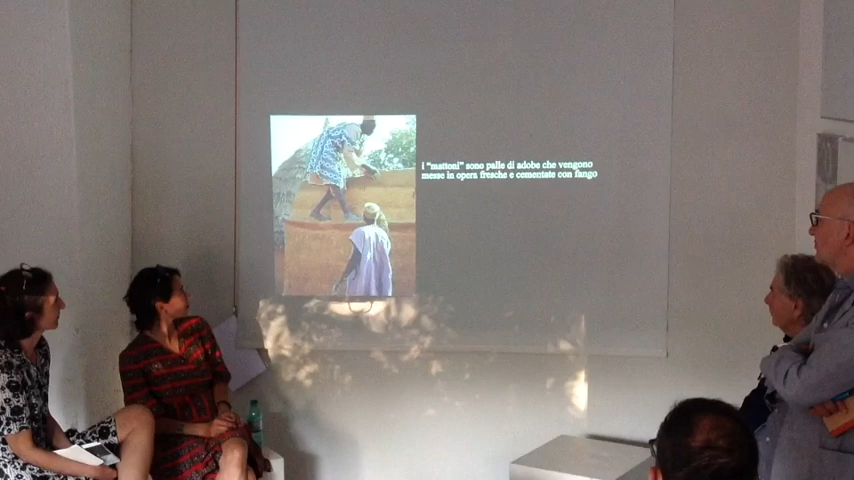 i “mattoni” sono palle di adobe che vengono
messe in opera fresche e cementate con fango